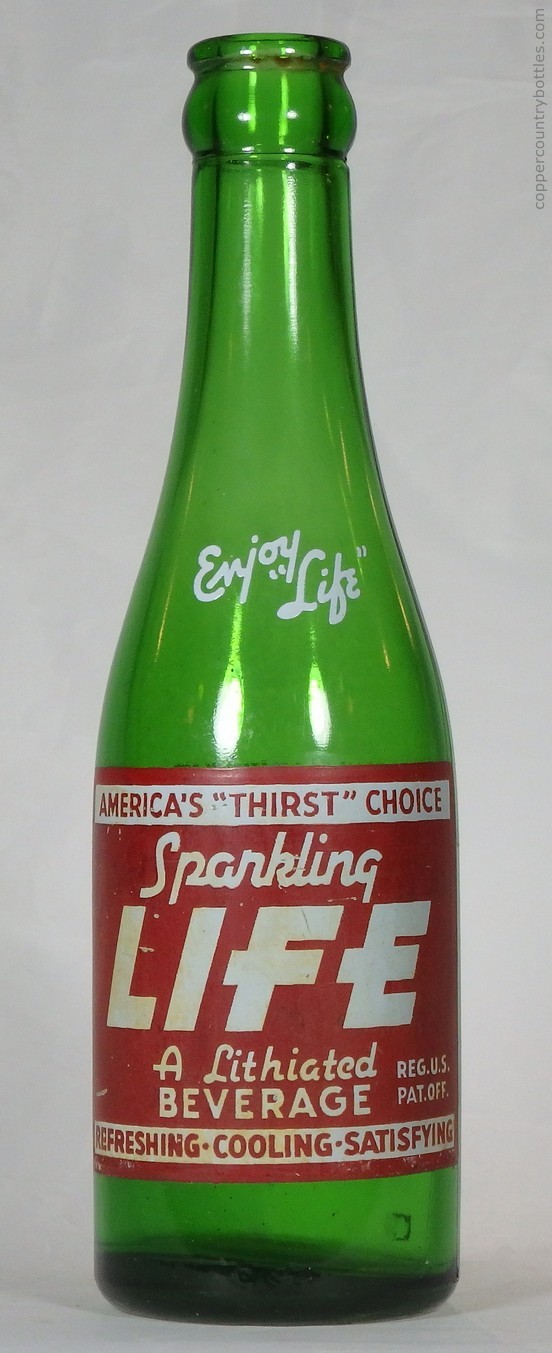 coppercountrybottles.com
Enjoy
"Life"
AMERICA'S "THIRST" CHOICE
Sparkling
LIFE
A Lithiated
BEVERAGE
REG.U.S.
PAT.OFF.
REFRESHING·COOLING·SATISFYING